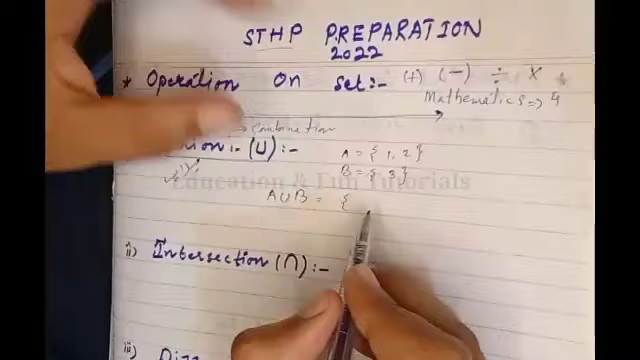 STHP PREPARATION
2022
* Operation On Set:- (+) (-) ÷ ×
Mathematics => 4
→ combination
(U) :-
A = { 1, 2 }
B = { 3 }
Education & Fun Tutorials
A∪B = {
ii) Intersection (∩) :-
iii)